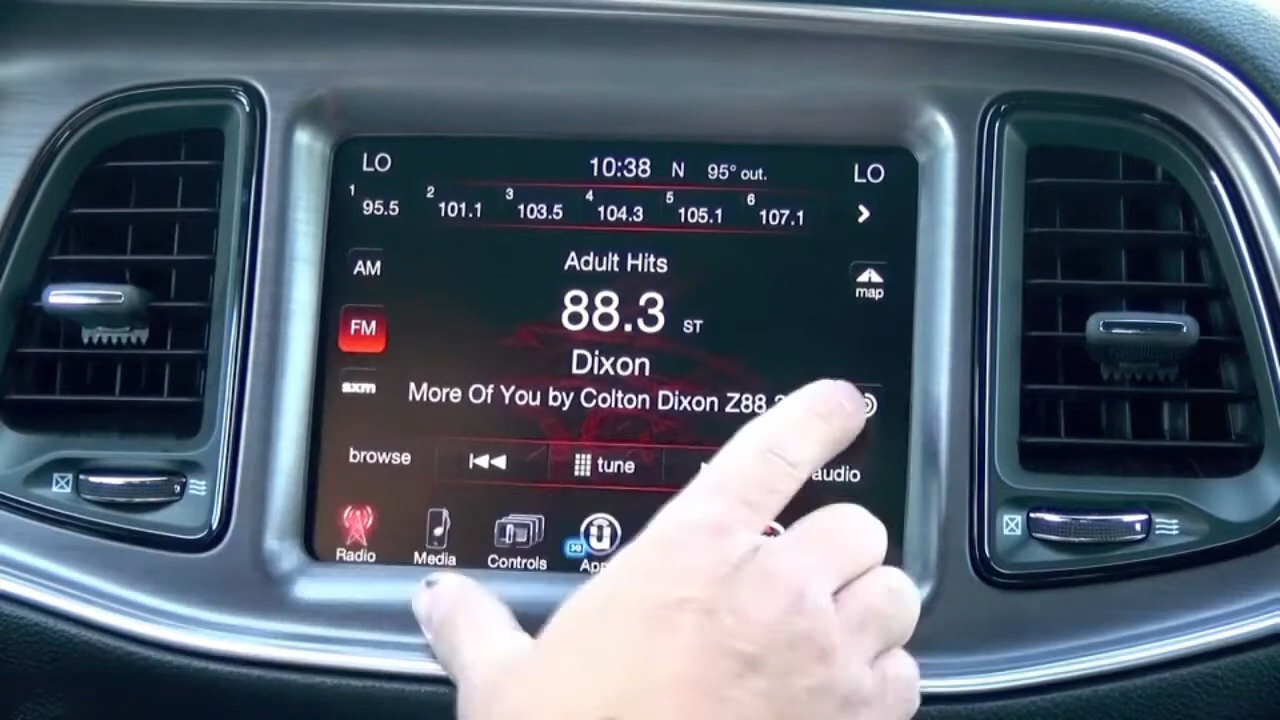 LO 10:38 N 95° out. LO
1 95.5 2 101.1 3 103.5 4 104.3 5 105.1 6 107.1
Adult Hits
AM
map
88.3 ST
FM
Dixon
sxm
More Of You by Colton Dixon Z88.
browse tune audio
Radio Media Controls